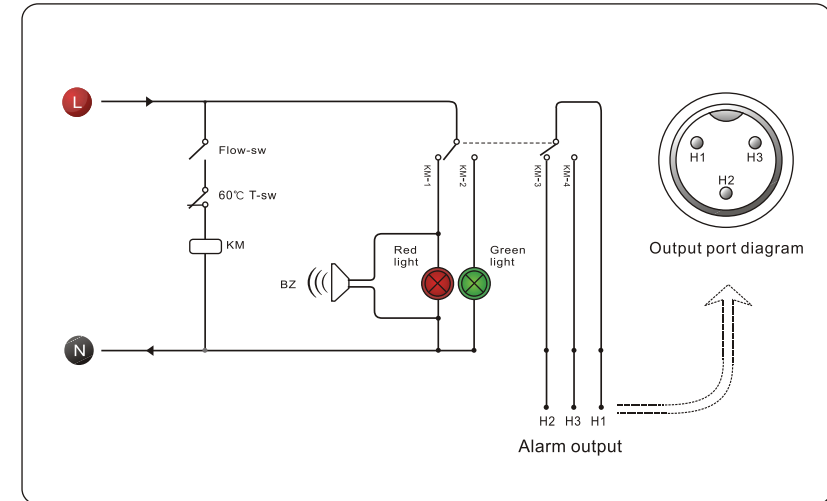 L
Flow-sw
60℃ T-sw
KM
KM-1
KM-2
KM-3
KM-4
Red
light
Green
light
BZ
N
H2 H3 H1
Alarm output
H1
H3
H2
Output port diagram